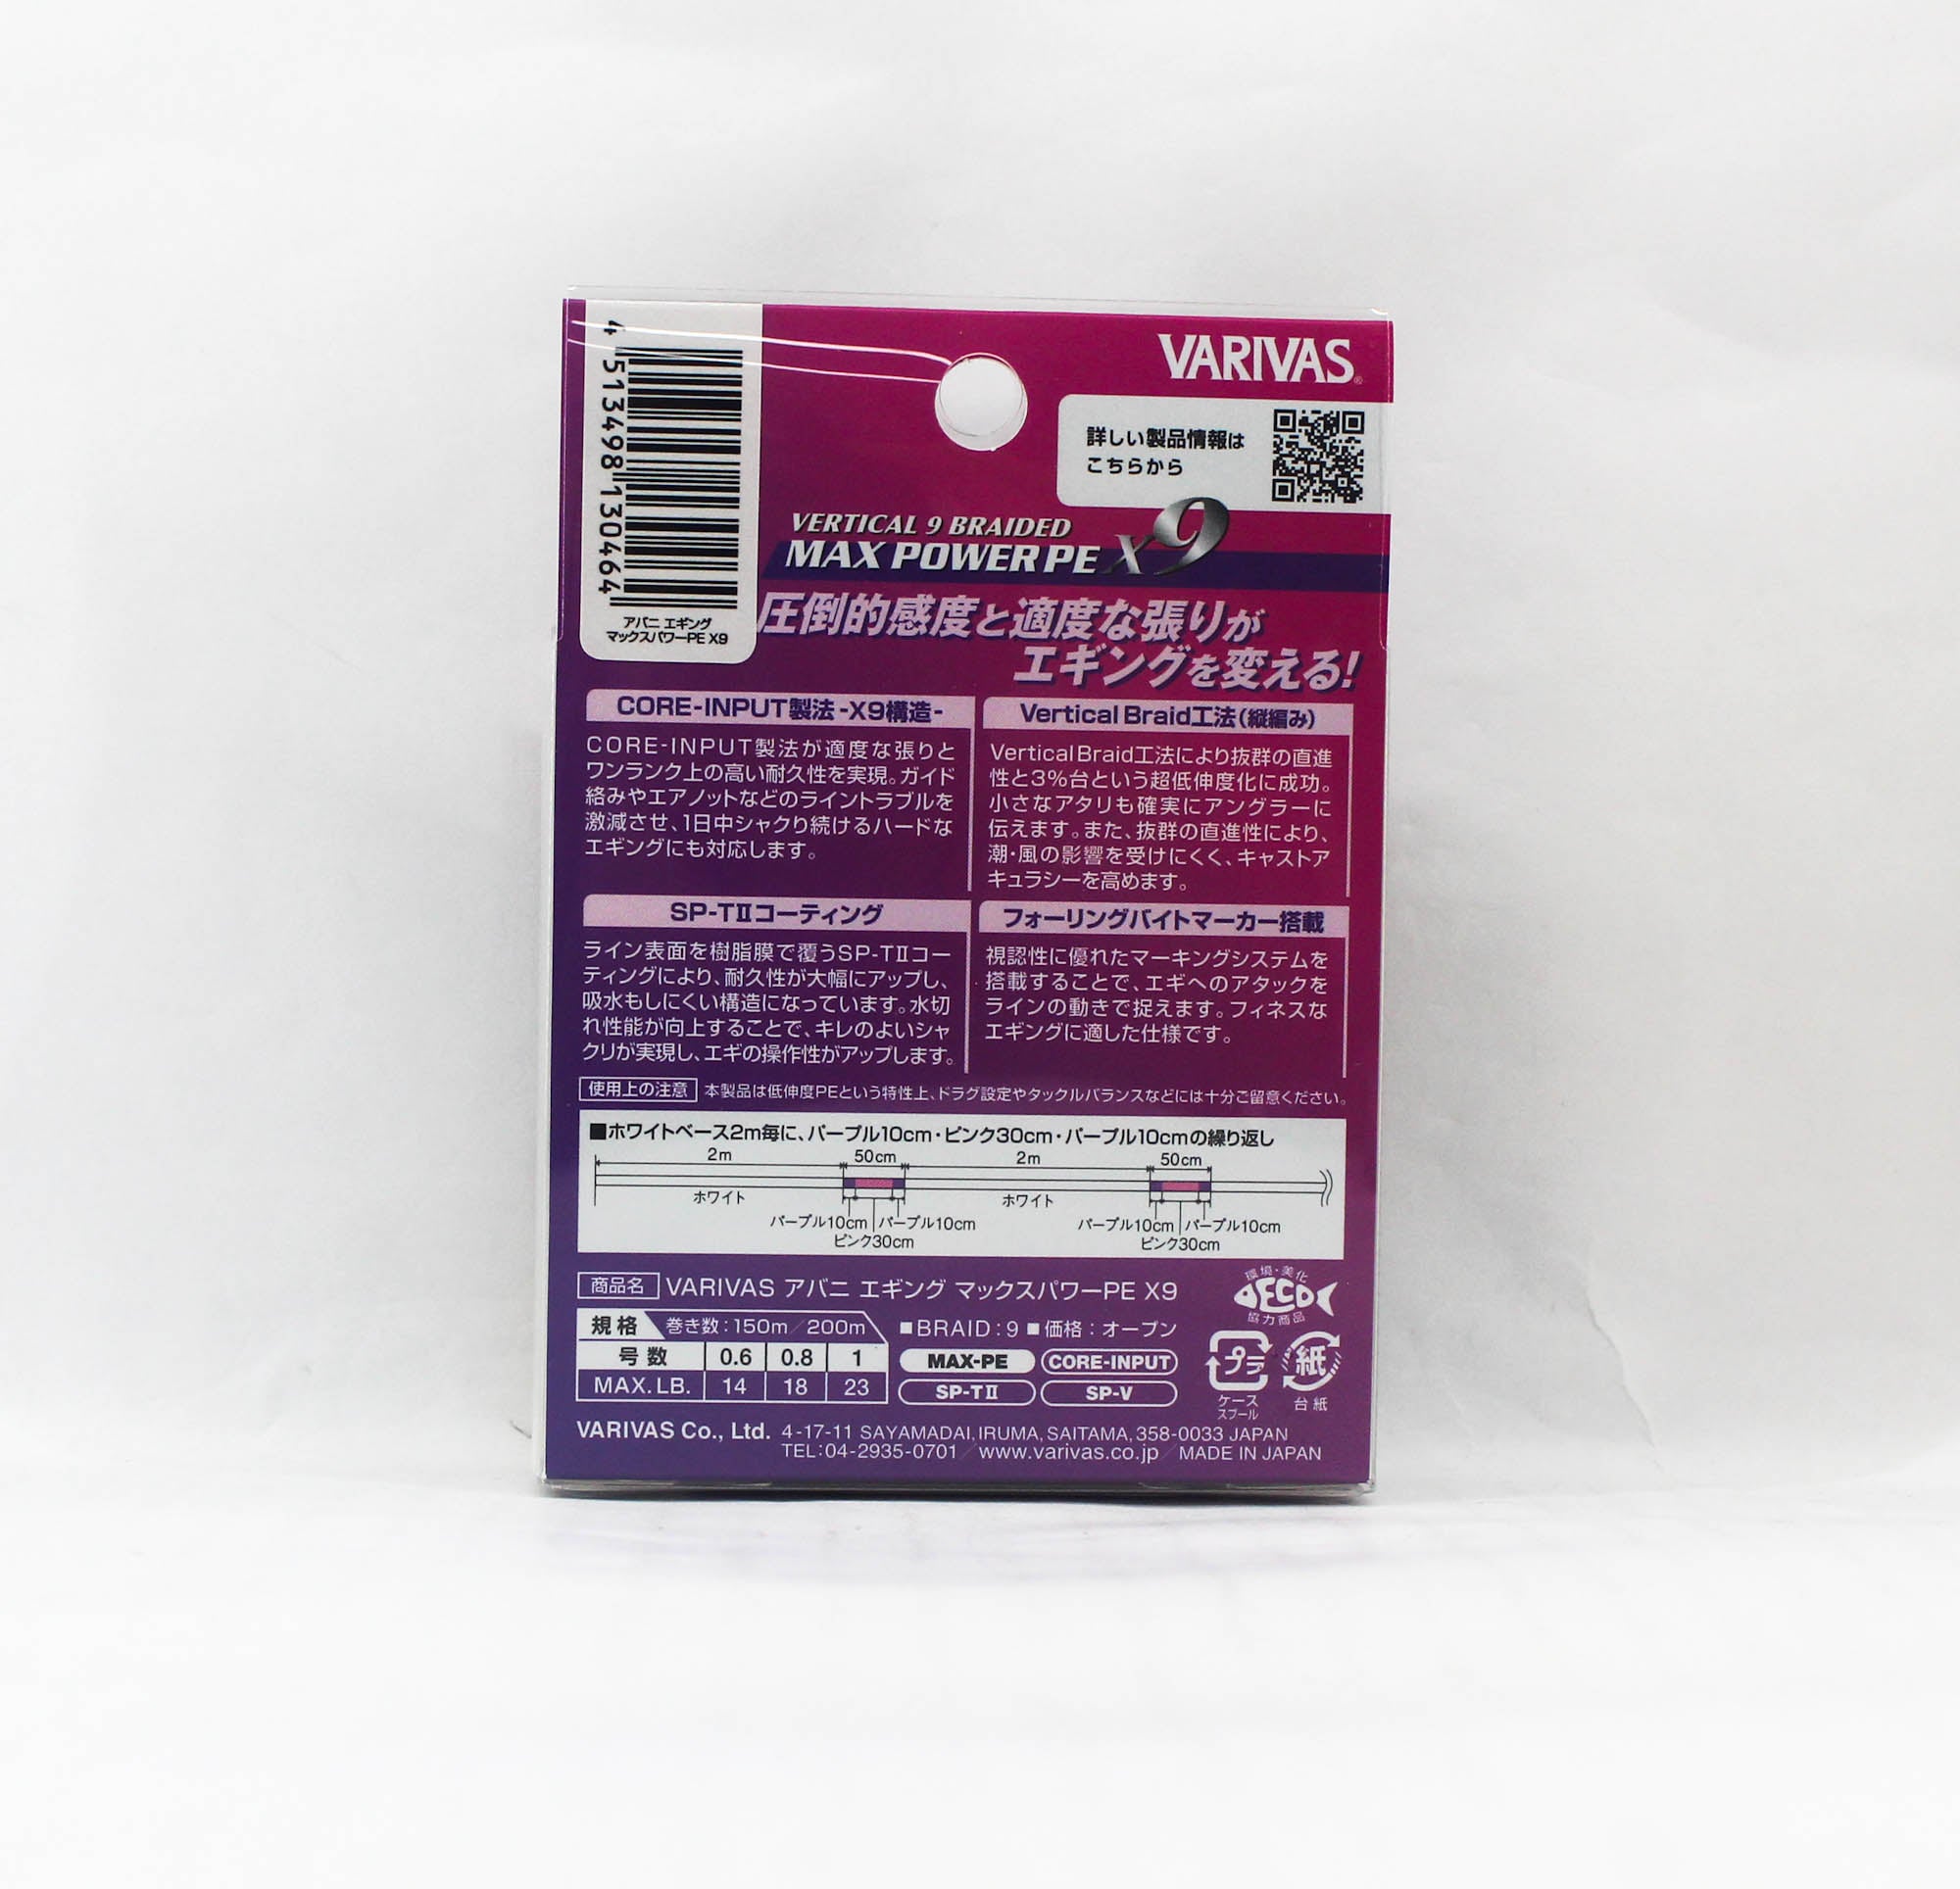 VARIVAS
4 513498 130464
アバニ エギング
マックスパワーPE X9
詳しい製品情報は
こちらから
VERTICAL 9 BRAIDED
MAX POWER PE X9
圧倒的感度と適度な張りが
エギングを変える!
CORE-INPUT製法-X9構造-
CORE-INPUT製法が適度な張りと
ワンランク上の高い耐久性を実現。ガイド
絡みやエアノットなどのライントラブルを
激減させ、1日中シャクり続けるハードな
エギングにも対応します。
Vertical Braid工法(縦編み)
VerticalBraid工法により抜群の直進
性と3%台という超低伸度化に成功。
小さなアタリも確実にアングラーに
伝えます。また、抜群の直進性により、
潮・風の影響を受けにくく、キャストア
キュラシーを高めます。
SP-TⅡコーティング
ライン表面を樹脂膜で覆うSP-TⅡコー
ティングにより、耐久性が大幅にアップし、
吸水もしにくい構造になっています。水切
れ性能が向上することで、キレのよいシャ
クリが実現し、エギの操作性がアップします。
フォーリングバイトマーカー搭載
視認性に優れたマーキングシステムを
搭載することで、エギへのアタックを
ラインの動きで捉えます。フィネスな
エギングに適した仕様です。
使用上の注意 本製品は低伸度PEという特性上、ドラグ設定やタックルバランスなどには十分ご留意ください。
■ホワイトベース2m毎に、パープル10cm・ピンク30cm・パープル10cmの繰り返し
2m 50cm 2m 50cm
ホワイト ホワイト
パープル10cm パープル10cm パープル10cm パープル10cm
ピンク30cm ピンク30cm
商品名 VARIVAS アバニ エギング マックスパワーPE X9
規格 巻き数:150m/200m ■BRAID:9 ■価格:オープン
号数 0.6 0.8 1
MAX.LB. 14 18 23
MAX-PE CORE-INPUT
SP-TⅡ SP-V
環境・美化
ECO
協力商品
プラ 紙
ケース
スプール
台紙
VARIVAS Co., Ltd. 4-17-11 SAYAMADAI, IRUMA, SAITAMA, 358-0033 JAPAN
TEL:04-2935-0701/www.varivas.co.jp/MADE IN JAPAN